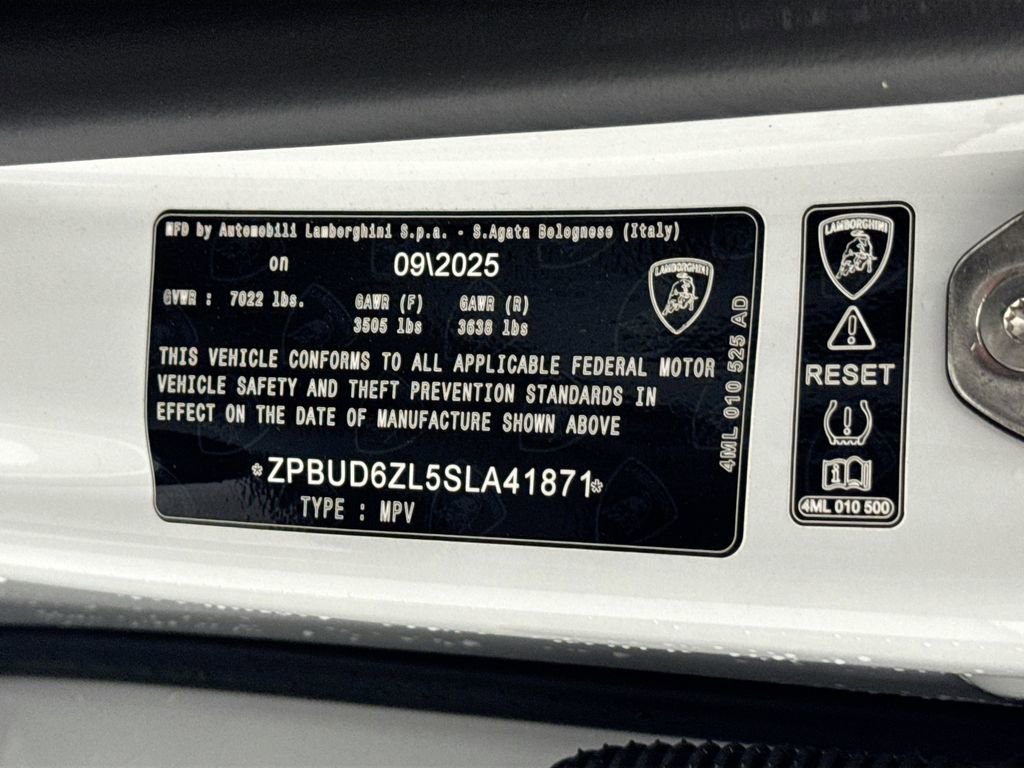 MFD by Automobili Lamborghini S.p.a. - S.Agata Bolognese (Italy)
on 09\2025
GVWR : 7022 lbs. GAWR (F) GAWR (R)
3505 lbs 3638 lbs
THIS VEHICLE CONFORMS TO ALL APPLICABLE FEDERAL MOTOR
VEHICLE SAFETY AND THEFT PREVENTION STANDARDS IN
EFFECT ON THE DATE OF MANUFACTURE SHOWN ABOVE
*ZPBUD6ZL5SLA41871*
TYPE : MPV
LAMBORGHINI
4ML 010 525 AD
LAMBORGHINI
RESET
4ML 010 500